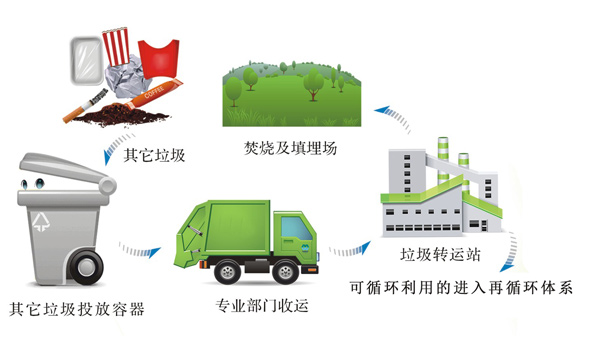 COFFEE
其它垃圾
焚烧及填埋场
其它垃圾投放容器
专业部门收运
垃圾转运站
可循环利用的进入再循环体系